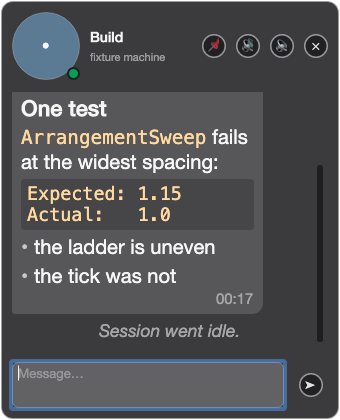 Build
fixture machine
One test
ArrangementSweep fails
at the widest spacing:
Expected: 1.15
Actual:   1.0
• the ladder is uneven
• the tick was not
00:17
Session went idle.
Message…